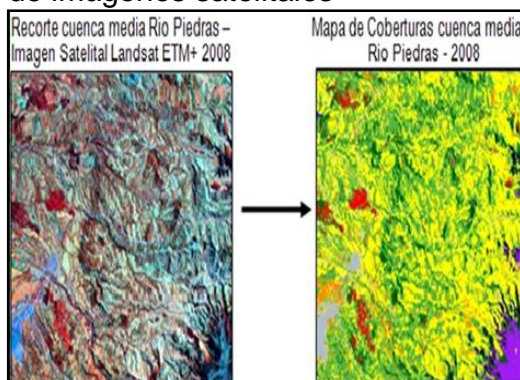 de imágenes satelitales
Recorte cuenca media Rio Piedras –
Imagen Satelital Landsat ETM+ 2008
Mapa de Coberturas cuenca media
Rio Piedras - 2008